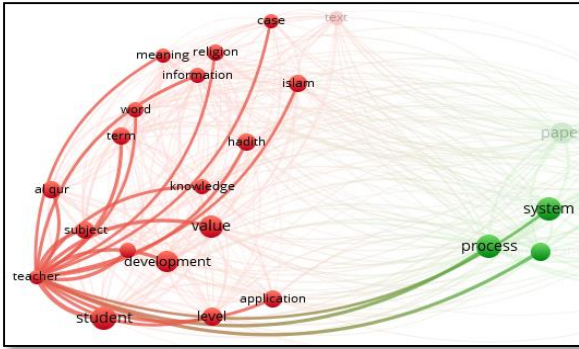 case
text
meaning
religion
information
islam
word
term
hadith
pape
al qur
knowledge
system
subject
value
process
development
teacher
application
student
level